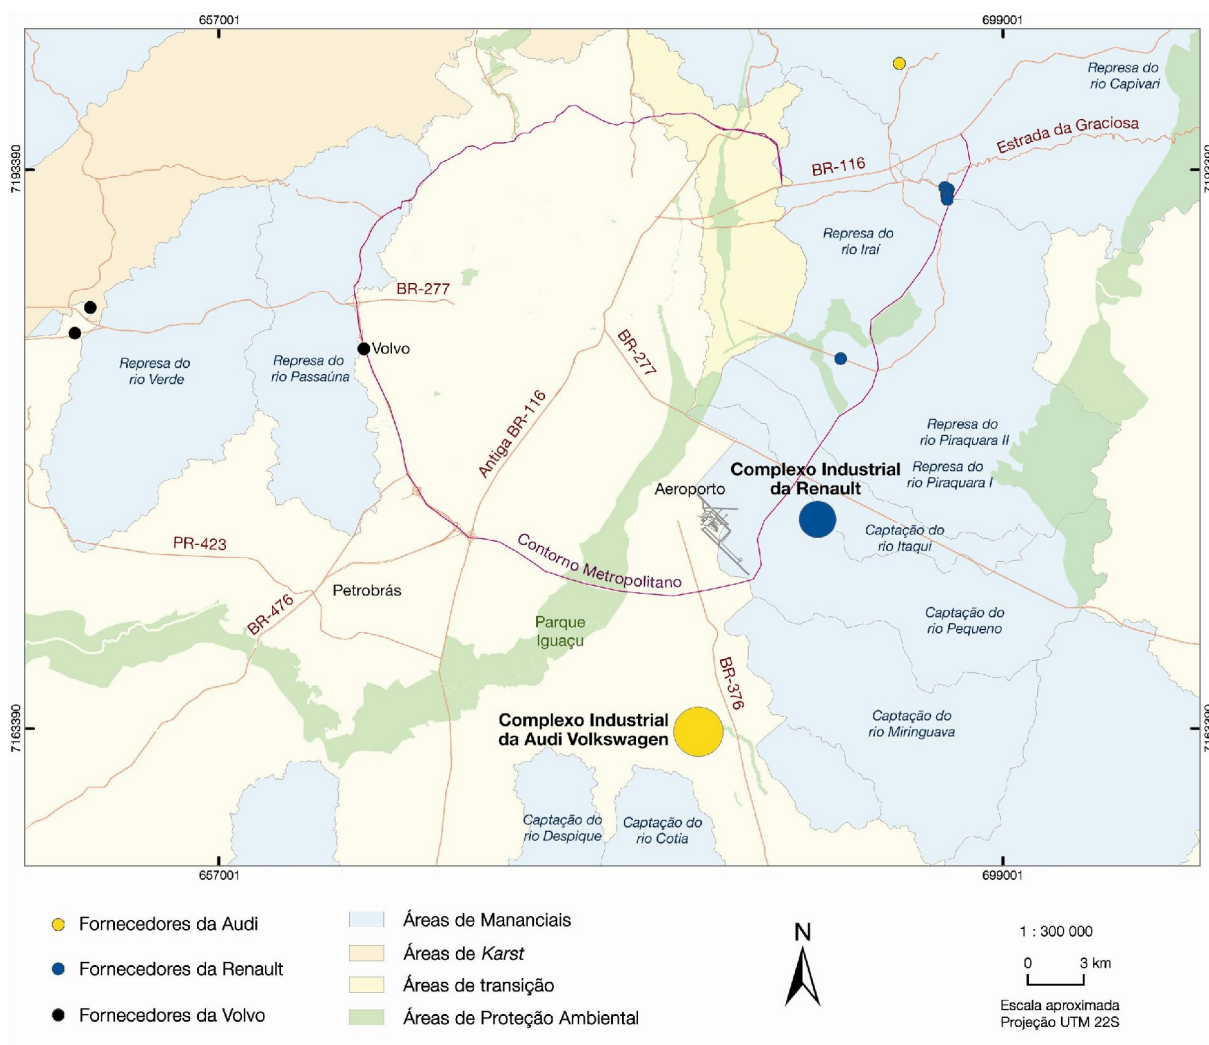 657001
699001
Represa do
rio Capivari
Estrada da Graciosa
BR-116
7193390
7193390
Represa do
rio Iraí
BR-277
Volvo
Represa do
rio Verde
Represa do
rio Passaúna
BR-277
Antiga BR-116
Represa do
rio Piraquara II
Represa do
rio Piraquara I
Complexo Industrial
da Renault
Aeroporto
Captação do
rio Itaqui
PR-423
Contorno Metropolitano
Petrobrás
BR-476
Parque
Iguaçu
Captação do
rio Pequeno
BR-376
Complexo Industrial
da Audi Volkswagen
Captação do
rio Miringuava
7163390
7163390
Captação do
rio Despique
Captação do
rio Cotia
657001
699001
Fornecedores da Audi
Fornecedores da Renault
Fornecedores da Volvo
Áreas de Mananciais
Áreas de Karst
Áreas de transição
Áreas de Proteção Ambiental
N
1 : 300 000
0 3 km
Escala aproximada
Projeção UTM 22S